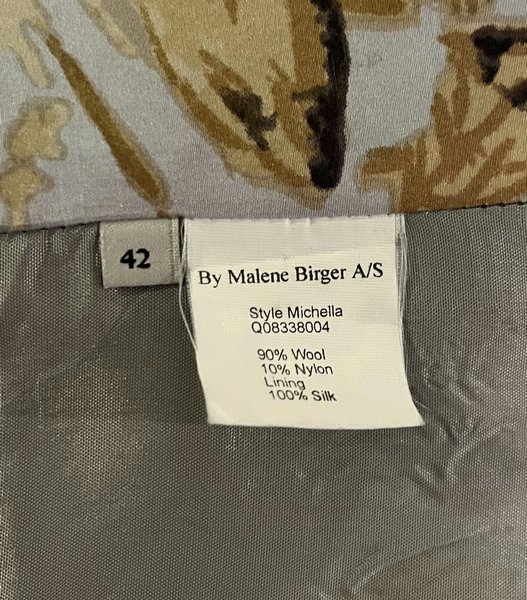 42
By Malene Birger A/S
Style Michella
Q08338004
90% Wool
10% Nylon
Lining
100% Silk